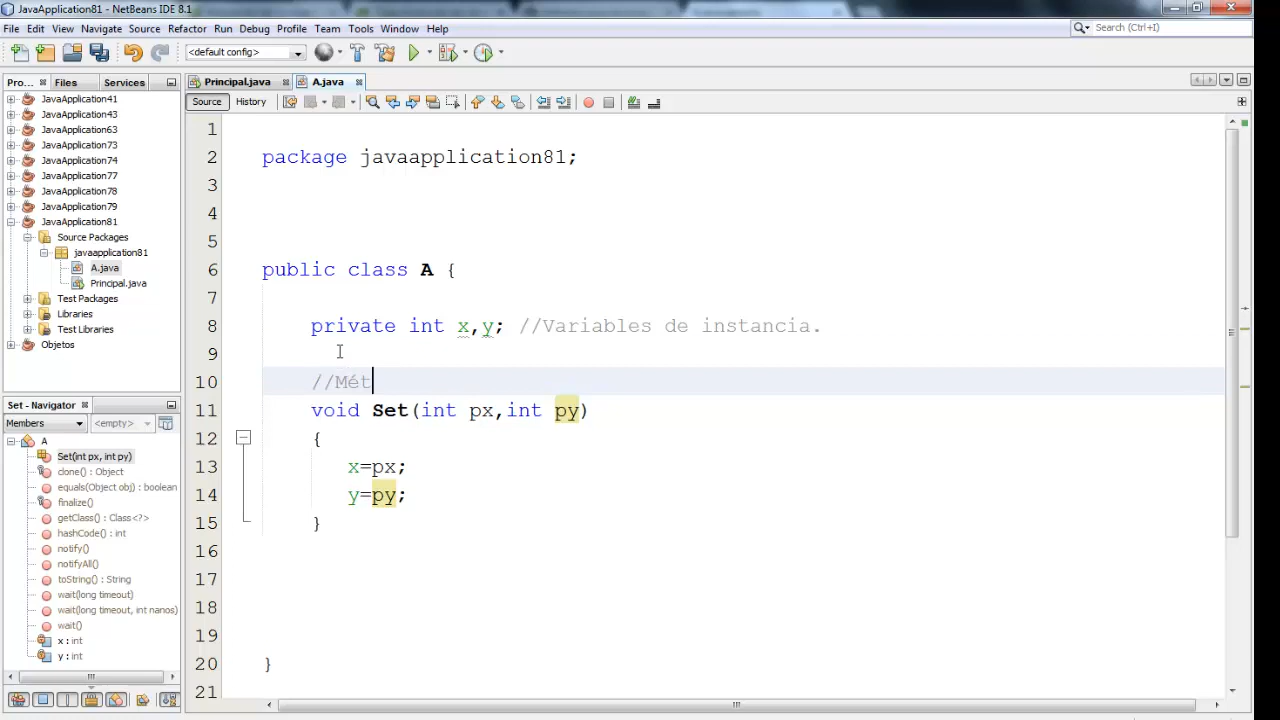 JavaApplication81 - NetBeans IDE 8.1
File Edit View Navigate Source Refactor Run Debug Profile Team Tools Window Help
Search (Ctrl+I)
<default config>
Pro... Files Services
Principal.java A.java
Source History
JavaApplication41
JavaApplication43
JavaApplication63
JavaApplication73
JavaApplication74
JavaApplication77
JavaApplication78
JavaApplication79
JavaApplication81
Source Packages
javaapplication81
A.java
Principal.java
Test Packages
Libraries
Test Libraries
Objetos
Set - Navigator
Members <empty>
A
Set(int px, int py)
clone() : Object
equals(Object obj) : boolean
finalize()
getClass() : Class<?>
hashCode() : int
notify()
notifyAll()
toString() : String
wait(long timeout)
wait(long timeout, int nanos)
wait()
x : int
y : int
1
2 package javaapplication81;
3
4
5
6 public class A {
7
8 private int x,y; //Variables de instancia.
9
10 //Mét
11 void Set(int px,int py)
12 {
13 x=px;
14 y=py;
15 }
16
17
18
19
20 }
21